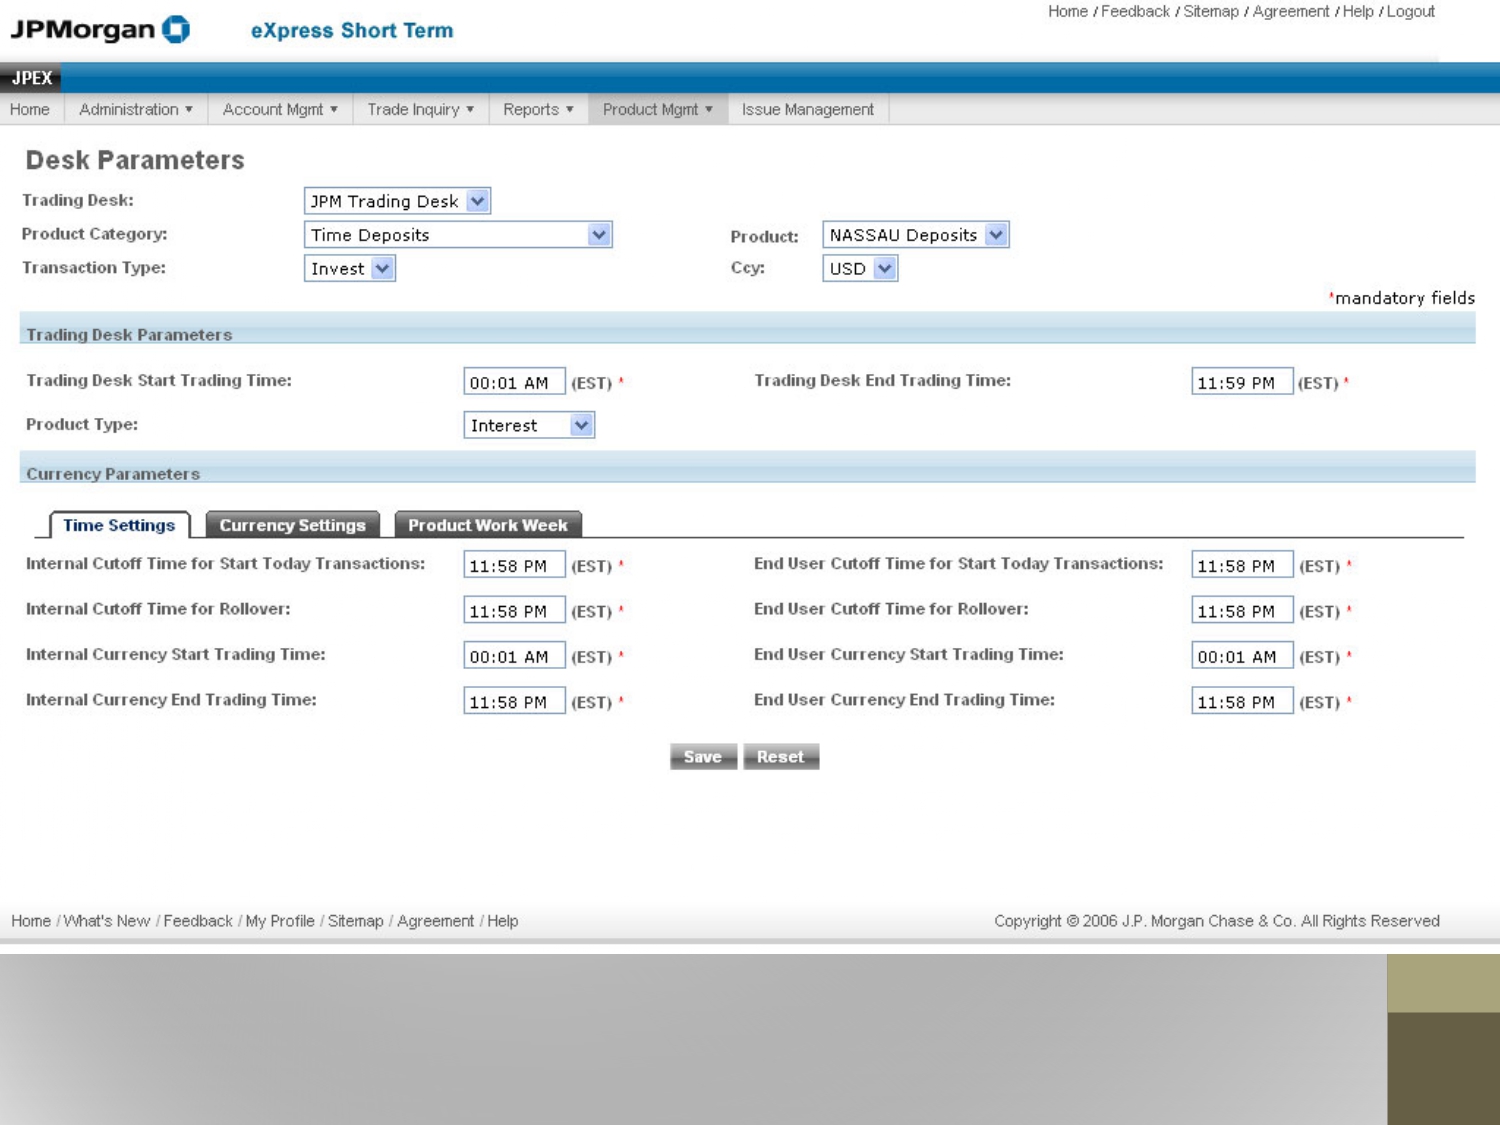 Home / Feedback / Sitemap / Agreement / Help / Logout
JPMorgan eXpress Short Term
JPEX
Home Administration ▼ Account Mgmt ▼ Trade Inquiry ▼ Reports ▼ Product Mgmt ▼ Issue Management
Desk Parameters
Trading Desk: JPM Trading Desk
Product Category: Time Deposits Product: NASSAU Deposits
Transaction Type: Invest Ccy: USD
*mandatory fields
Trading Desk Parameters
Trading Desk Start Trading Time: 00:01 AM (EST) * Trading Desk End Trading Time: 11:59 PM (EST) *
Product Type: Interest
Currency Parameters
Time Settings Currency Settings Product Work Week
Internal Cutoff Time for Start Today Transactions: 11:58 PM (EST) * End User Cutoff Time for Start Today Transactions: 11:58 PM (EST) *
Internal Cutoff Time for Rollover: 11:58 PM (EST) * End User Cutoff Time for Rollover: 11:58 PM (EST) *
Internal Currency Start Trading Time: 00:01 AM (EST) * End User Currency Start Trading Time: 00:01 AM (EST) *
Internal Currency End Trading Time: 11:58 PM (EST) * End User Currency End Trading Time: 11:58 PM (EST) *
Save Reset
Home / What's New / Feedback / My Profile / Sitemap / Agreement / Help Copyright © 2006 J.P. Morgan Chase & Co. All Rights Reserved